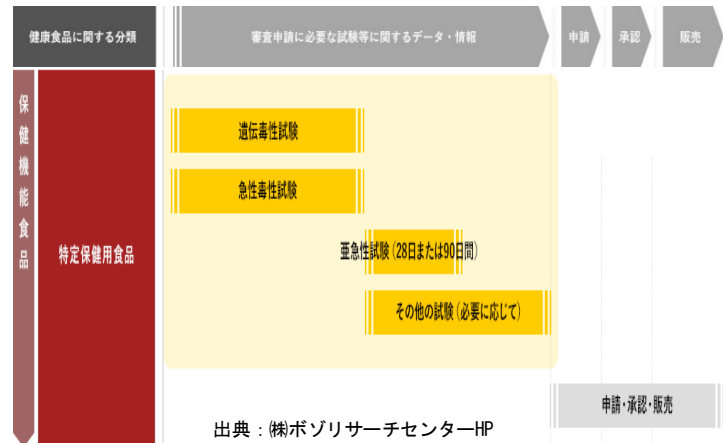 健康食品に関する分類
審査申請に必要な試験等に関するデータ・情報
申請
承認
販売
保健機能食品
特定保健用食品
遺伝毒性試験
急性毒性試験
亜急性試験（28日または90日間）
その他の試験（必要に応じて）
申請・承認・販売
出典：㈱ボゾリサーチセンターHP